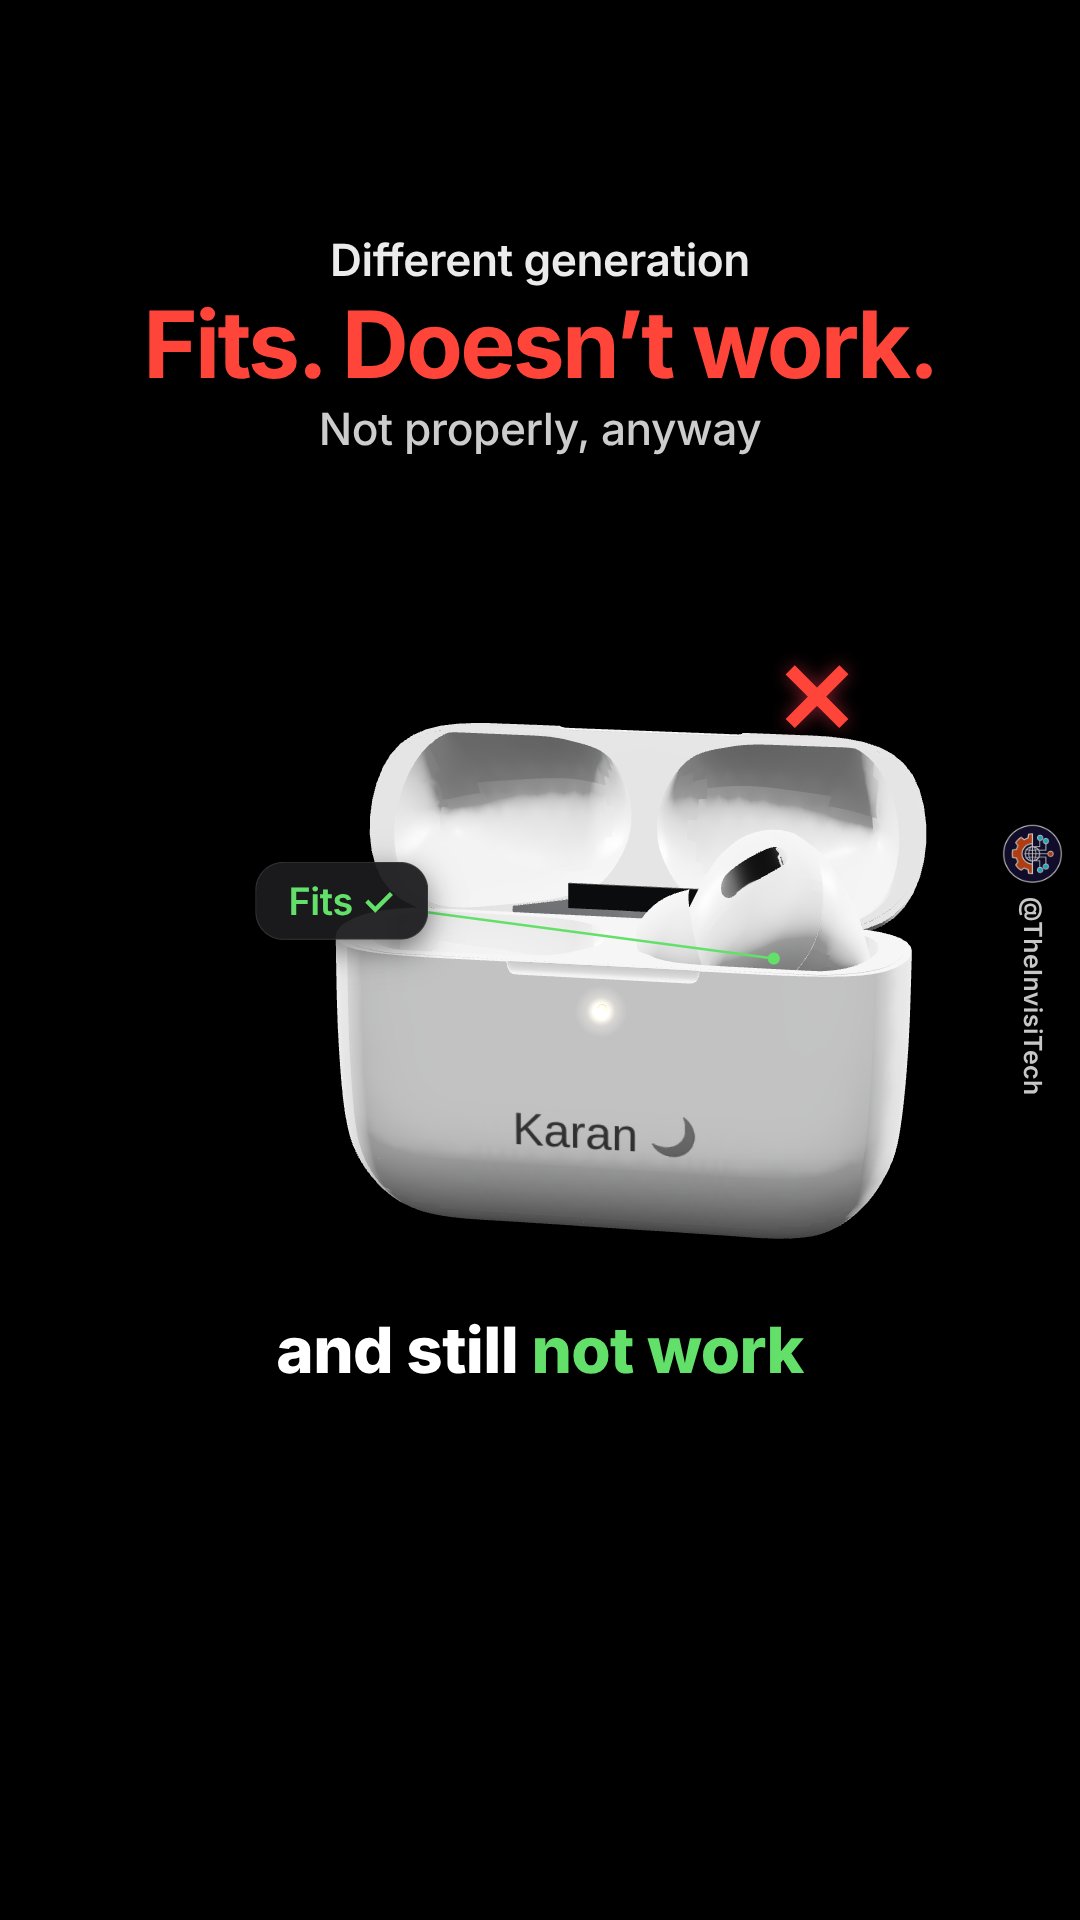 Different generation
Fits. Doesn’t work.
Not properly, anyway
Fits ✓
@TheInvisiTech
Karan 🌙
and still not work